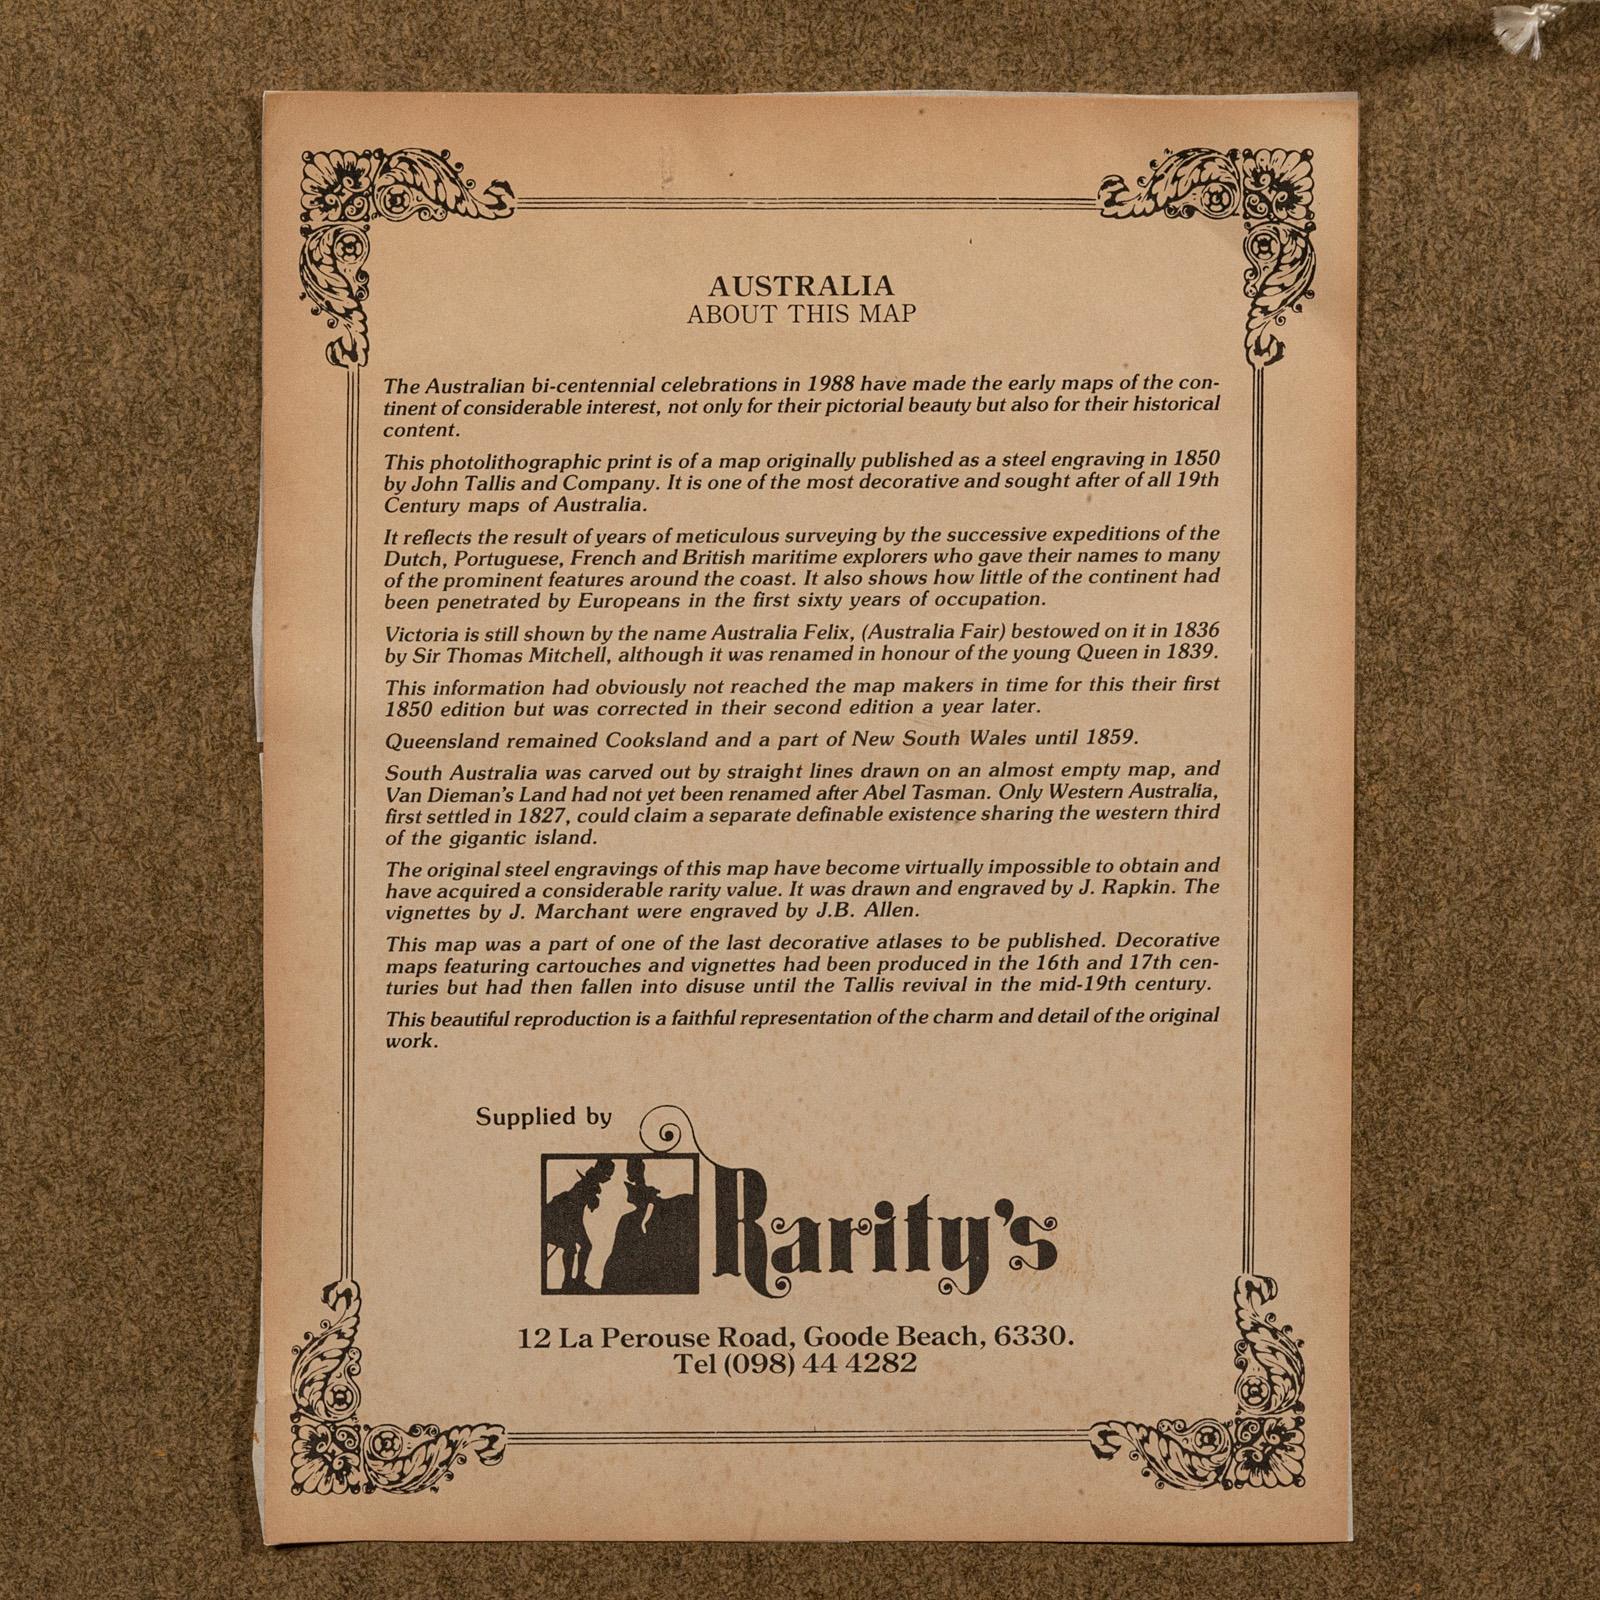 AUSTRALIA
ABOUT THIS MAP
The Australian bi-centennial celebrations in 1988 have made the early maps of the con-
tinent of considerable interest, not only for their pictorial beauty but also for their historical
content.
This photolithographic print is of a map originally published as a steel engraving in 1850
by John Tallis and Company. It is one of the most decorative and sought after of all 19th
Century maps of Australia.
It reflects the result of years of meticulous surveying by the successive expeditions of the
Dutch, Portuguese, French and British maritime explorers who gave their names to many
of the prominent features around the coast. It also shows how little of the continent had
been penetrated by Europeans in the first sixty years of occupation.
Victoria is still shown by the name Australia Felix, (Australia Fair) bestowed on it in 1836
by Sir Thomas Mitchell, although it was renamed in honour of the young Queen in 1839.
This information had obviously not reached the map makers in time for this their first
1850 edition but was corrected in their second edition a year later.
Queensland remained Cooksland and a part of New South Wales until 1859.
South Australia was carved out by straight lines drawn on an almost empty map, and
Van Dieman's Land had not yet been renamed after Abel Tasman. Only Western Australia,
first settled in 1827, could claim a separate definable existence sharing the western third
of the gigantic island.
The original steel engravings of this map have become virtually impossible to obtain and
have acquired a considerable rarity value. It was drawn and engraved by J. Rapkin. The
vignettes by J. Marchant were engraved by J.B. Allen.
This map was a part of one of the last decorative atlases to be published. Decorative
maps featuring cartouches and vignettes had been produced in the 16th and 17th cen-
turies but had then fallen into disuse until the Tallis revival in the mid-19th century.
This beautiful reproduction is a faithful representation of the charm and detail of the original
work.
Supplied by
Rarity's
12 La Perouse Road, Goode Beach, 6330.
Tel (098) 44 4282